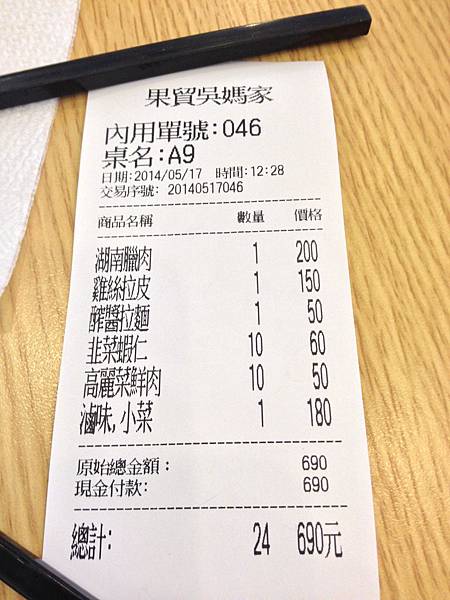 果貿吳媽家
內用單號:046
桌名:A9
日期:2014/05/17 時間:12:28
交易序號: 20140517046
商品名稱 數量 價格
湖南臘肉 1 200
雞絲拉皮 1 150
醡醬拉麵 1 50
韭菜蝦仁 10 60
高麗菜鮮肉 10 50
滷味,小菜 1 180
原始總金額: 690
現金付款: 690
總計: 24 690元